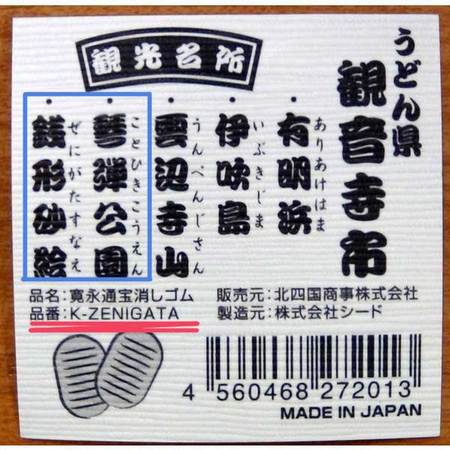 観光名所
うどん県
観音寺市
・有明浜
ありあけはま
・伊吹島
いぶきじま
・雲辺寺山
うんぺんじさん
・琴弾公園
ことひきこうえん
・銭形砂絵
ぜにがたすなえ
品名：寛永通宝消しゴム
品番：K-ZENIGATA
販売元：北四国商事株式会社
製造元：株式会社シード
4 560468 272013
MADE IN JAPAN